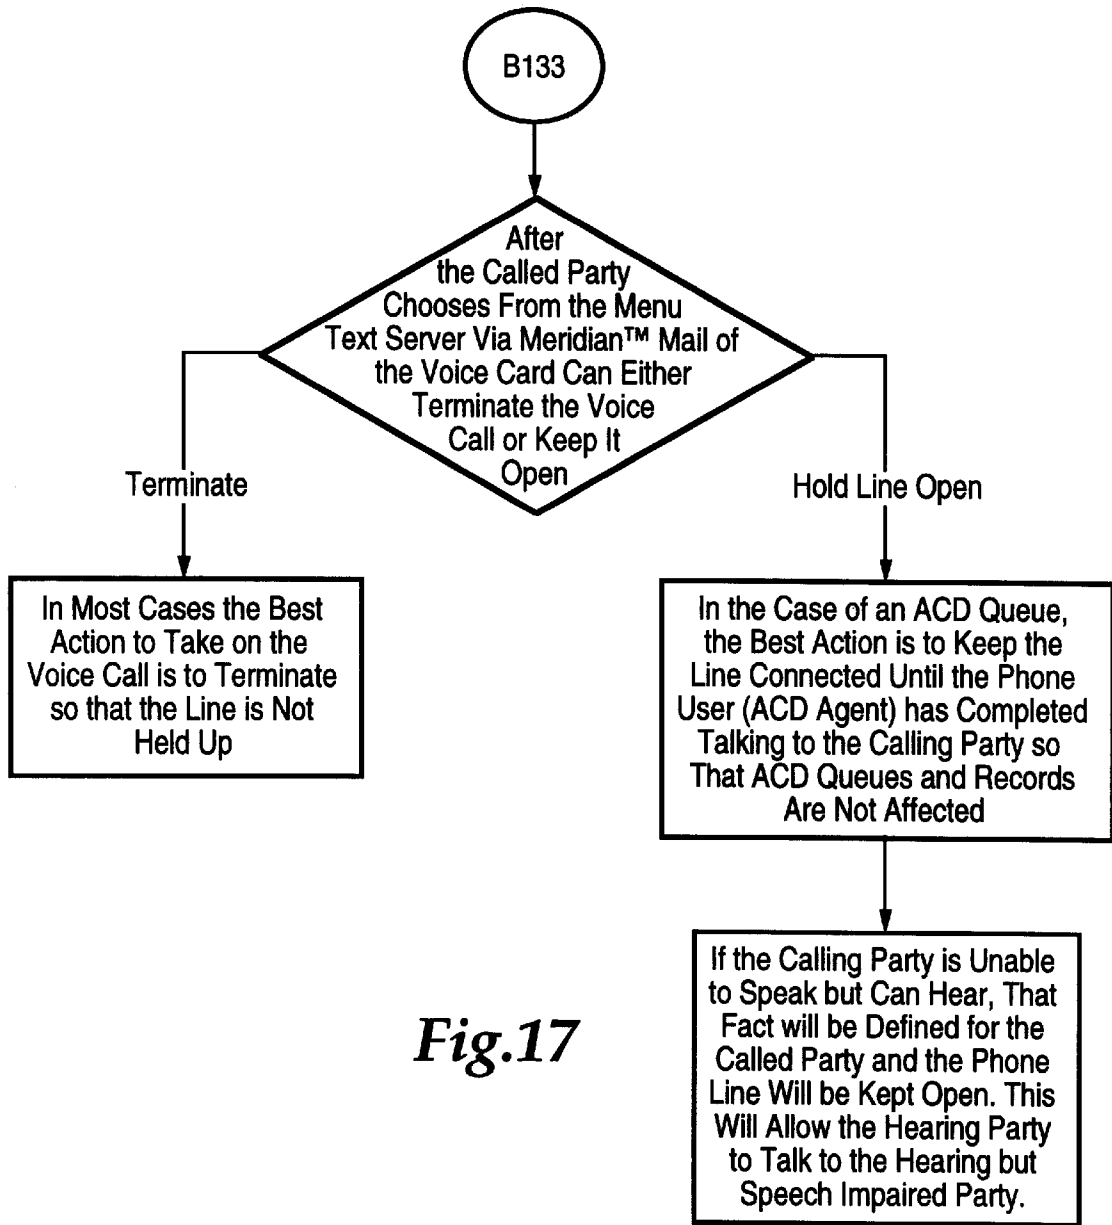 B133
After
the Called Party
Chooses From the Menu
Text Server Via Meridian™ Mail of
the Voice Card Can Either
Terminate the Voice
Call or Keep It
Open
Terminate
Hold Line Open
In Most Cases the Best
Action to Take on the
Voice Call is to Terminate
so that the Line is Not
Held Up
In the Case of an ACD Queue,
the Best Action is to Keep the
Line Connected Until the Phone
User (ACD Agent) has Completed
Talking to the Calling Party so
That ACD Queues and Records
Are Not Affected
If the Calling Party is Unable
to Speak but Can Hear, That
Fact will be Defined for the
Called Party and the Phone
Line Will be Kept Open. This
Will Allow the Hearing Party
to Talk to the Hearing but
Speech Impaired Party.
Fig.17